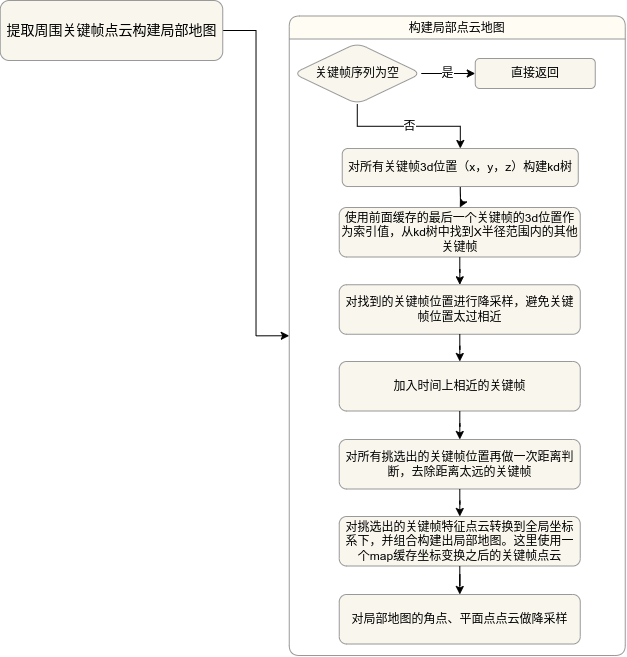 提取周围关键帧点云构建局部地图
构建局部点云地图
关键帧序列为空
是
直接返回
否
对所有关键帧3d位置（x，y，z）构建kd树
使用前面缓存的最后一个关键帧的3d位置作
为索引值，从kd树中找到X半径范围内的其他
关键帧
对找到的关键帧位置进行降采样，避免关键
帧位置太过相近
加入时间上相近的关键帧
对所有挑选出的关键帧位置再做一次距离判
断，去除距离太远的关键帧
对挑选出的关键帧特征点云转换到全局坐标
系下，并组合构建出局部地图。这里使用一
个map缓存坐标变换之后的关键帧点云
对局部地图的角点、平面点点云做降采样